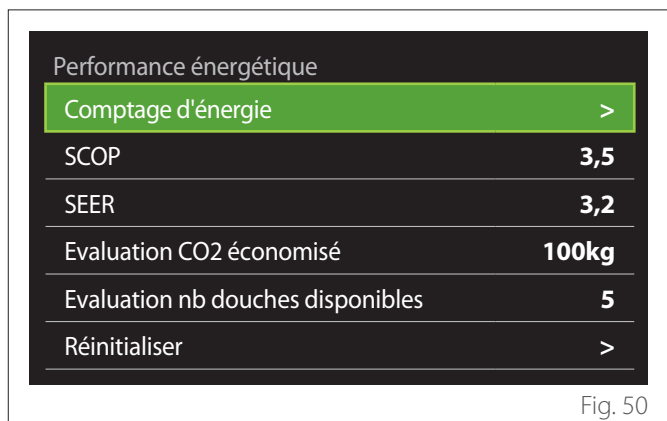 Performance énergétique
Comptage d'énergie >
SCOP 3,5
SEER 3,2
Evaluation CO2 économisé 100kg
Evaluation nb douches disponibles 5
Réinitialiser >
Fig. 50